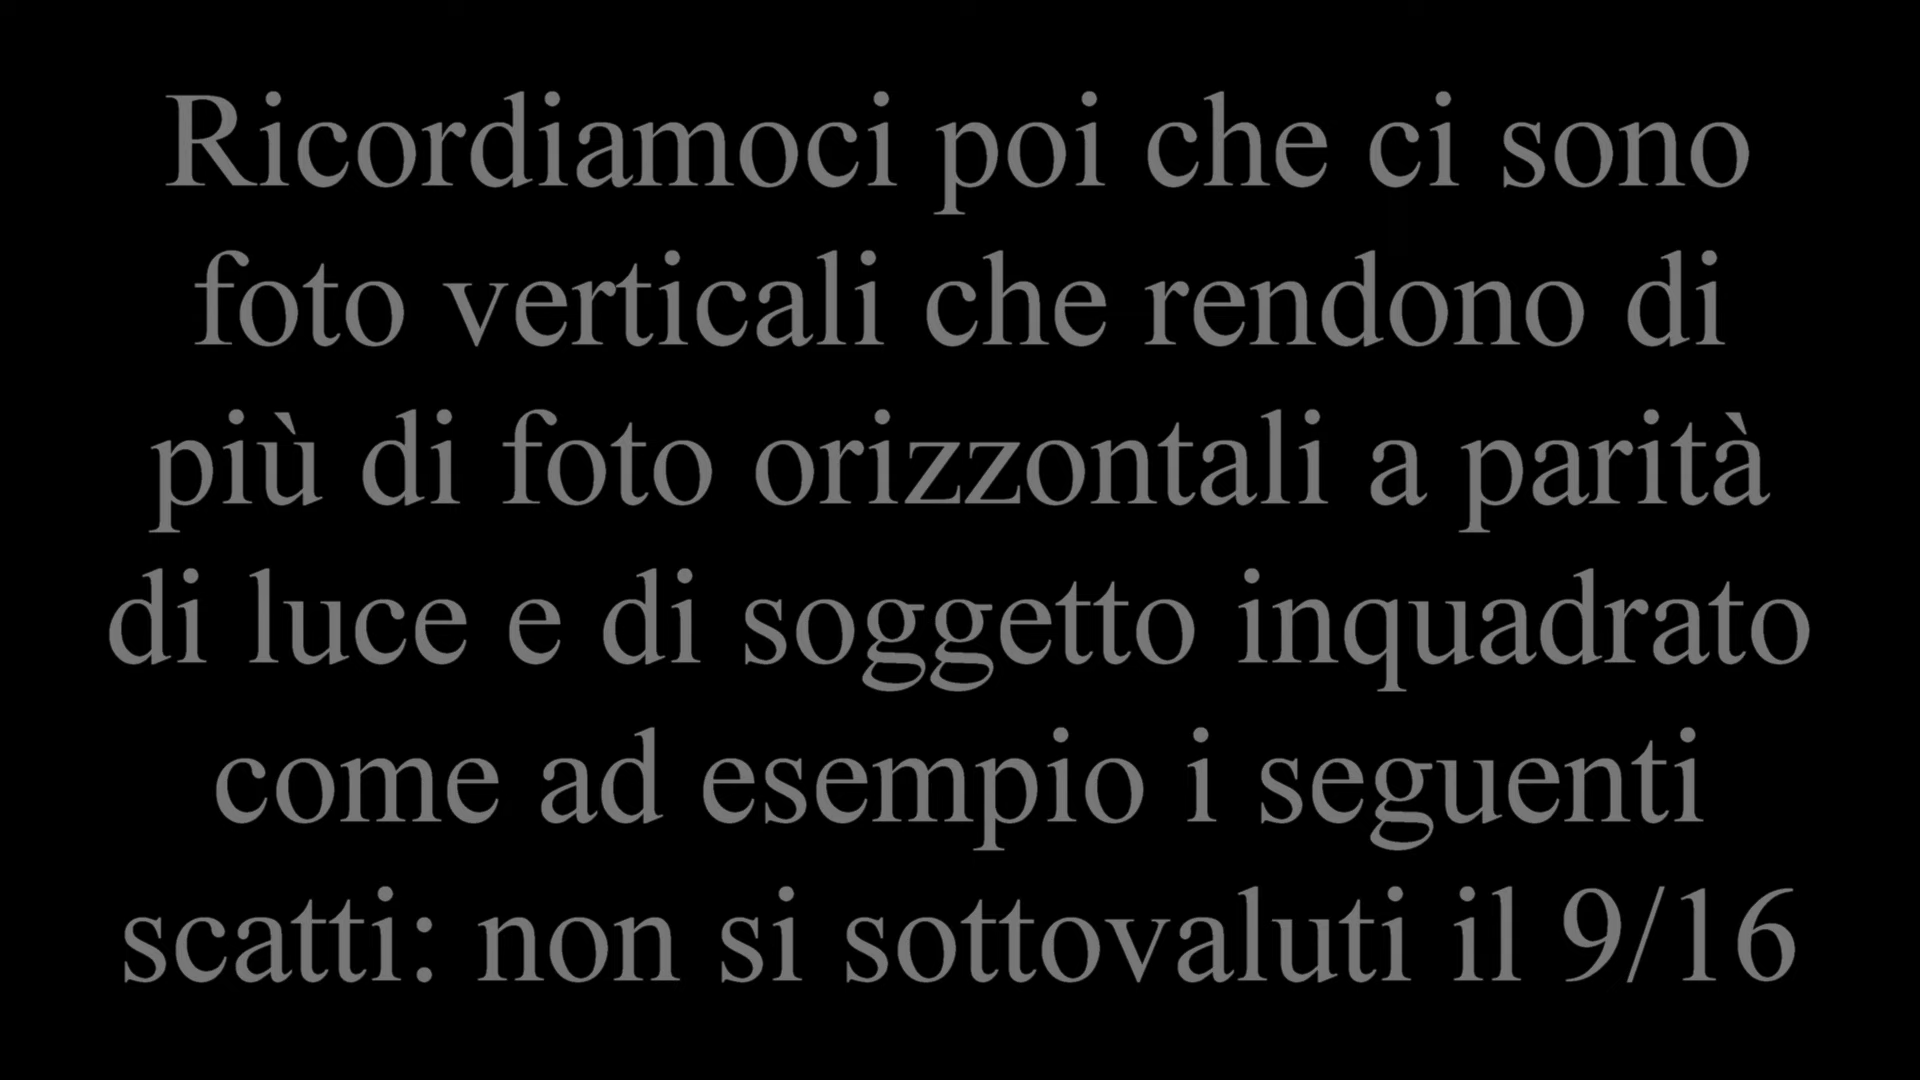 Ricordiamoci poi che ci sono
foto verticali che rendono di
più di foto orizzontali a parità
di luce e di soggetto inquadrato
come ad esempio i seguenti
scatti: non si sottovaluti il 9/16